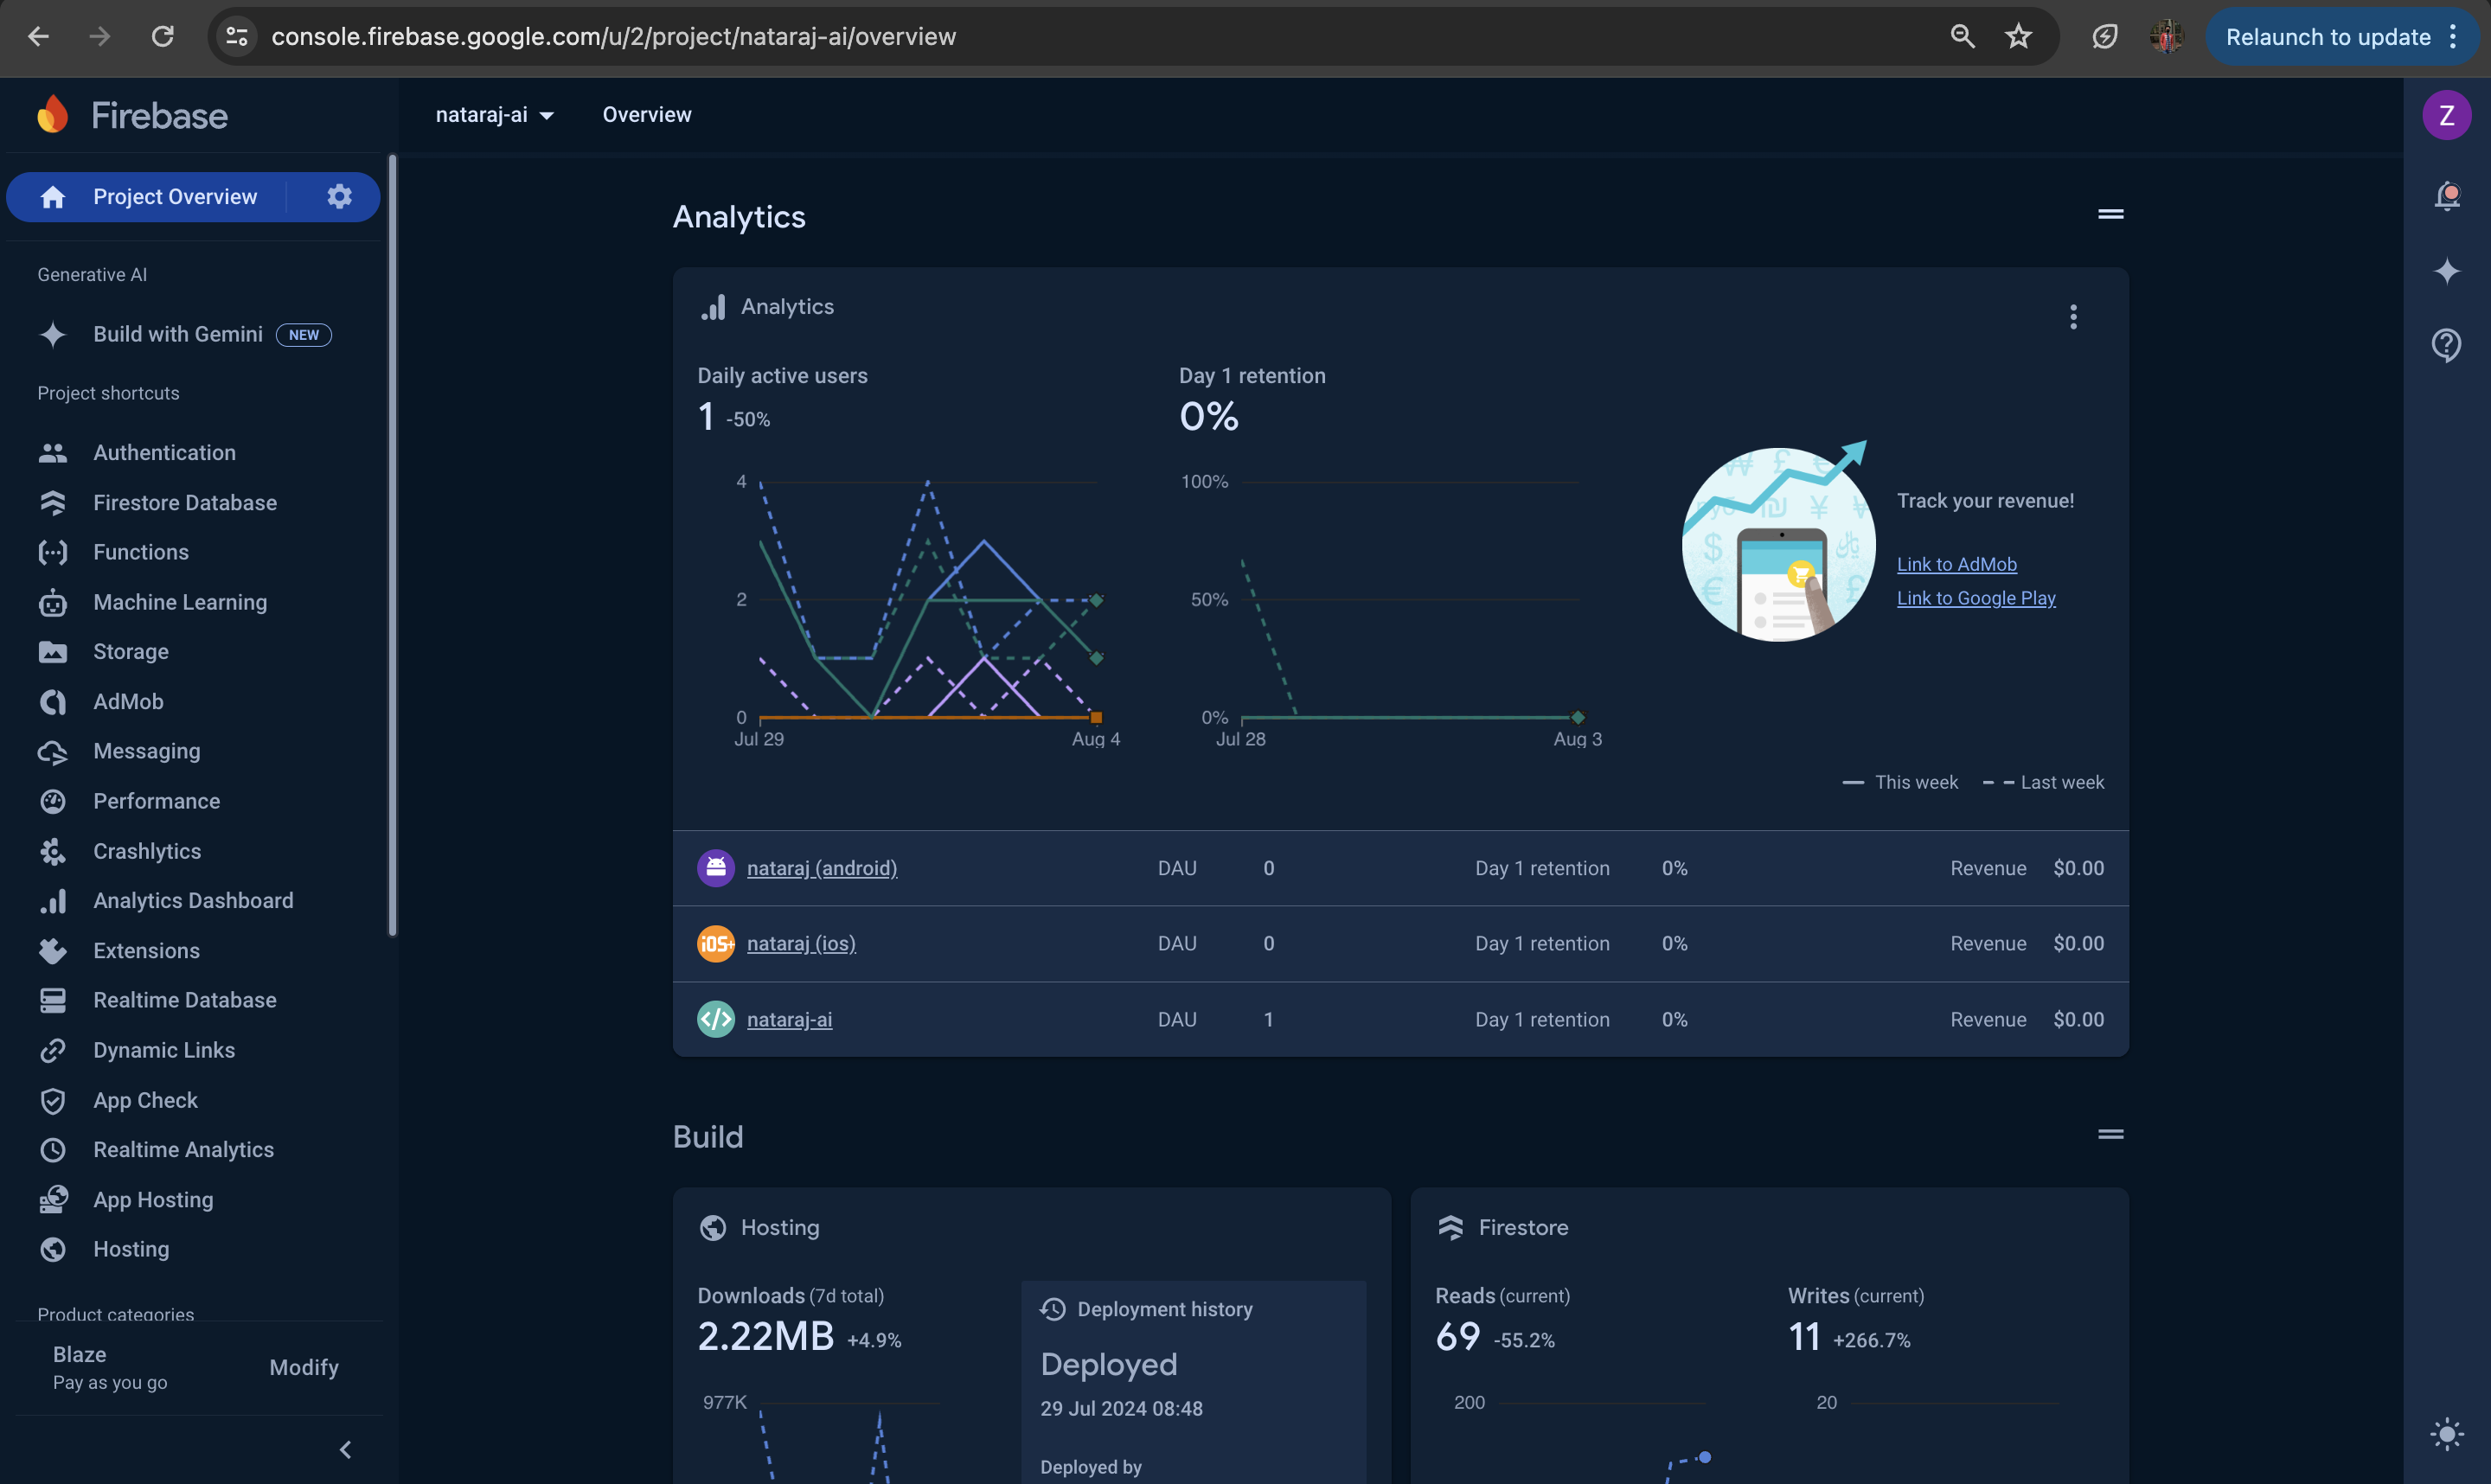 console.firebase.google.com/u/2/project/nataraj-ai/overview
Relaunch to update
Firebase
nataraj-ai
Overview
Z
Project Overview
Generative AI
Build with Gemini NEW
Project shortcuts
Authentication
Firestore Database
Functions
Machine Learning
Storage
AdMob
Messaging
Performance
Crashlytics
Analytics Dashboard
Extensions
Realtime Database
Dynamic Links
App Check
Realtime Analytics
App Hosting
Hosting
Product categories
Blaze
Pay as you go
Modify
Analytics
Analytics
Daily active users
1 -50%
4
2
0
Jul 29
Aug 4
Day 1 retention
0%
100%
50%
0%
Jul 28
Aug 3
Track your revenue!
Link to AdMob
Link to Google Play
This week
Last week
nataraj (android) DAU 0 Day 1 retention 0% Revenue $0.00
iOS+ nataraj (ios) DAU 0 Day 1 retention 0% Revenue $0.00
nataraj-ai DAU 1 Day 1 retention 0% Revenue $0.00
Build
Hosting
Downloads (7d total)
2.22MB +4.9%
977K
Deployment history
Deployed
29 Jul 2024 08:48
Deployed by
Firestore
Reads (current)
69 -55.2%
200
Writes (current)
11 +266.7%
20